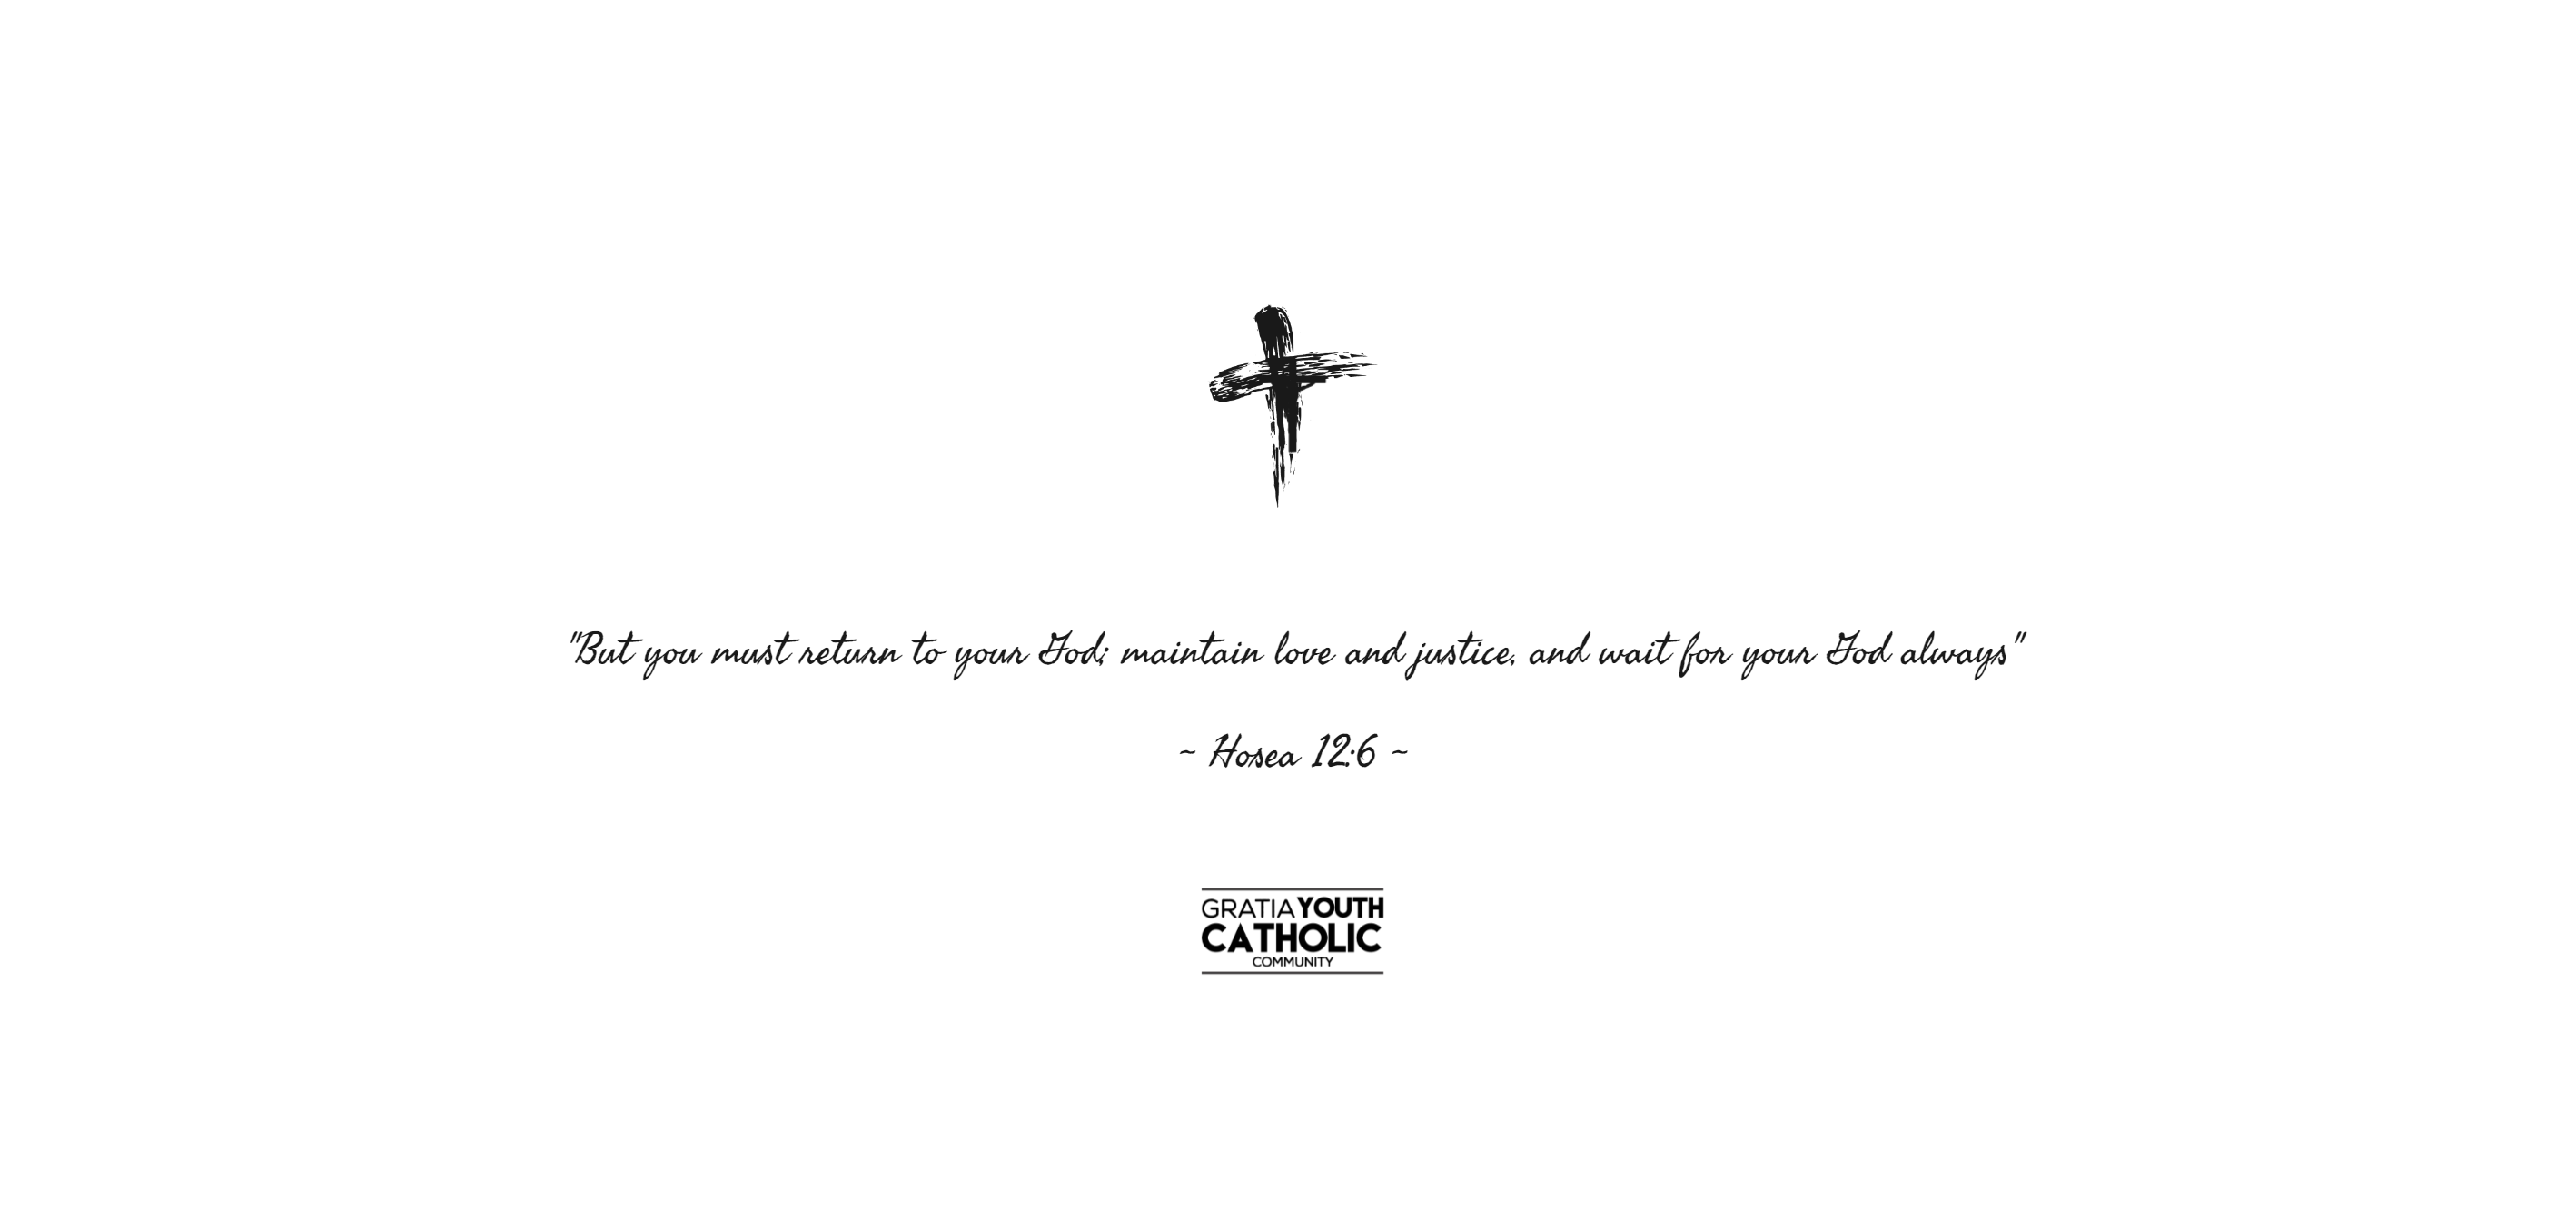 "But you must return to your God; maintain love and justice, and wait for your God always"
~ Hosea 12:6 ~
GRATIA YOUTH
CATHOLIC
COMMUNITY